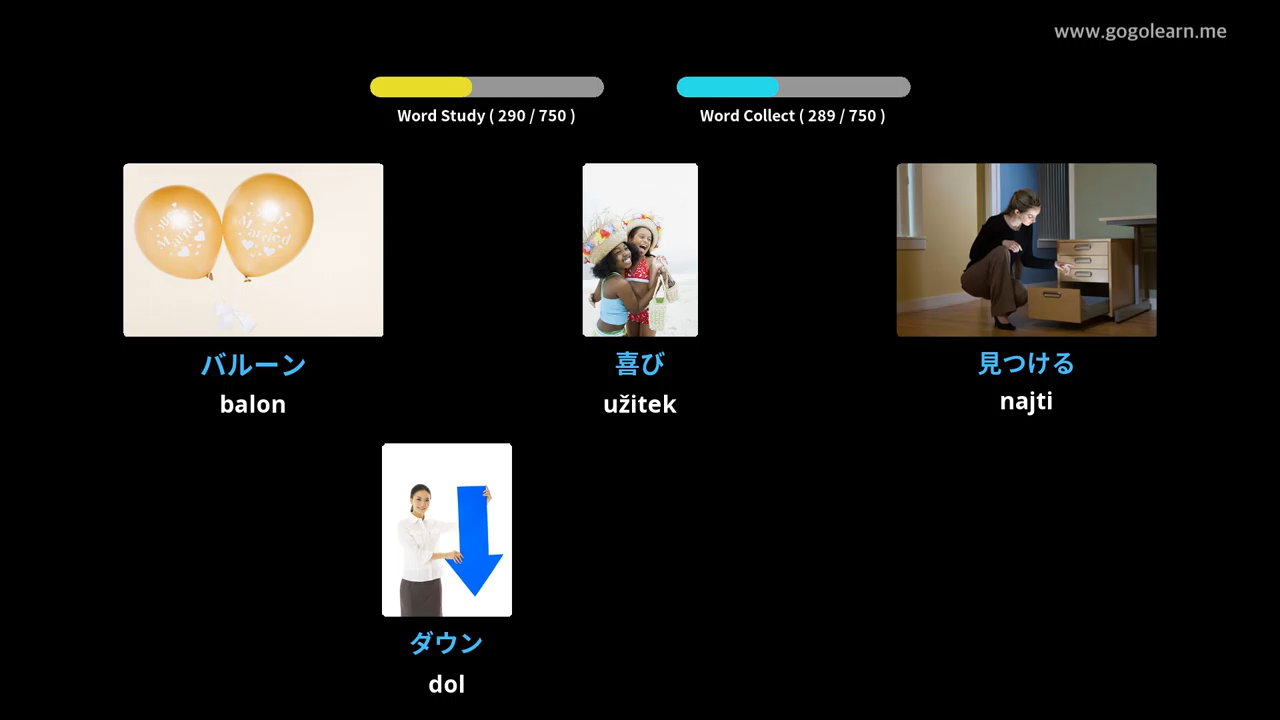 www.gogolearn.me
Word Study ( 290 / 750 )
Word Collect ( 289 / 750 )
バルーン
balon
喜び
užitek
見つける
najti
ダウン
dol